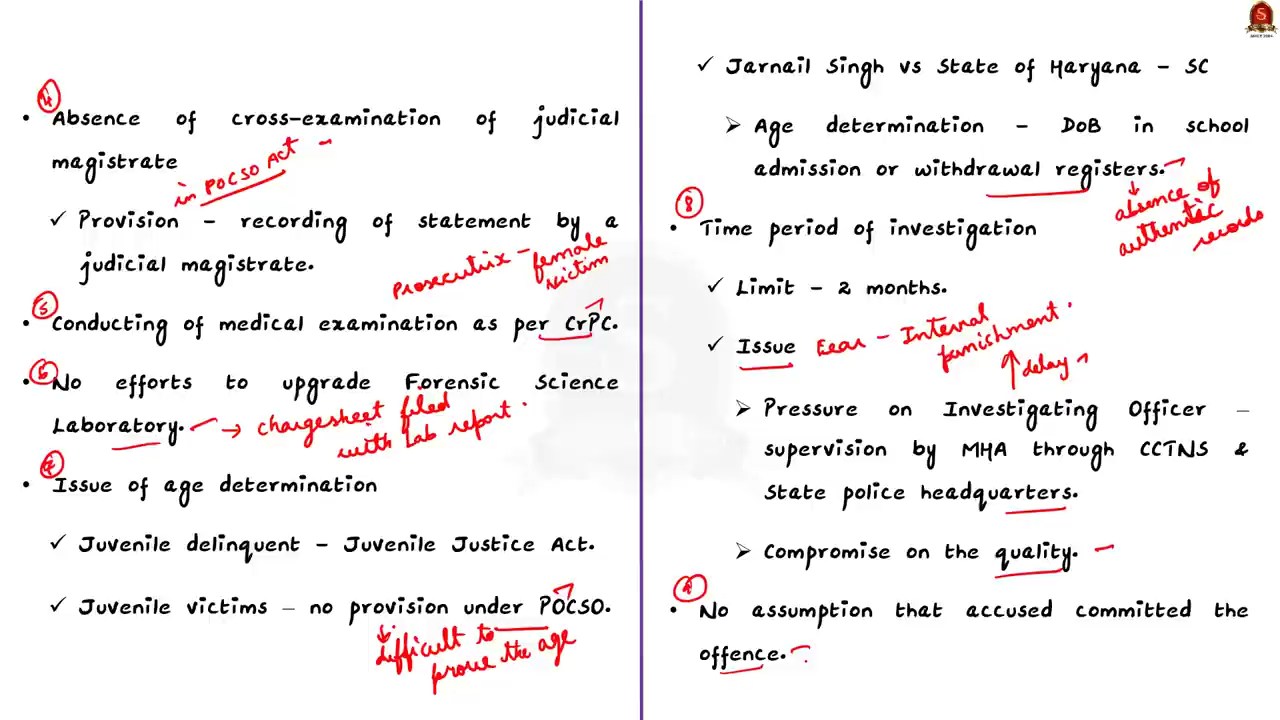 ④
• Absence of cross-examination of judicial
magistrate
in POCSO Act -
✓ Provision – recording of statement by a
judicial magistrate.
Prosecutrix - female
victim
⑤
• Conducting of medical examination as per CrPC.
⑥
• No efforts to upgrade Forensic Science
Laboratory.
→ chargesheet filed
with lab report.
⑦
• Issue of age determination
✓ Juvenile delinquent – Juvenile Justice Act.
✓ Juvenile victims – no provision under POCSO.
difficult to
prove the age
✓ Jarnail Singh vs State of Haryana – SC
➢ Age determination – DoB in school
admission or withdrawal registers.
absence of
authentic
records
⑧
• Time period of investigation
✓ Limit – 2 months.
✓ Issue
Fear - Internal
punishment.
delay
➢ Pressure on Investigating Officer –
supervision by MHA through CCTNS &
State police headquarters.
➢ Compromise on the quality.
⑨
• No assumption that accused committed the
offence.